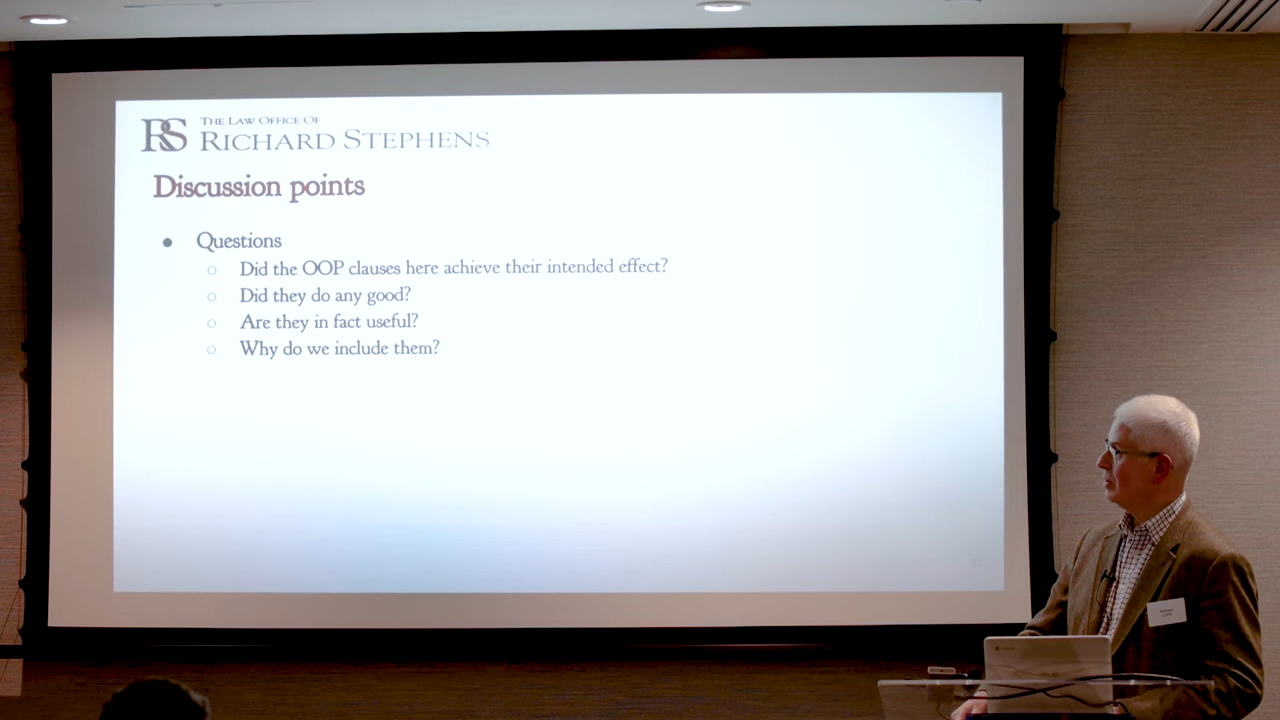 RS
THE LAW OFFICE OF
RICHARD STEPHENS
Discussion points
● Questions
○ Did the OOP clauses here achieve their intended effect?
○ Did they do any good?
○ Are they in fact useful?
○ Why do we include them?